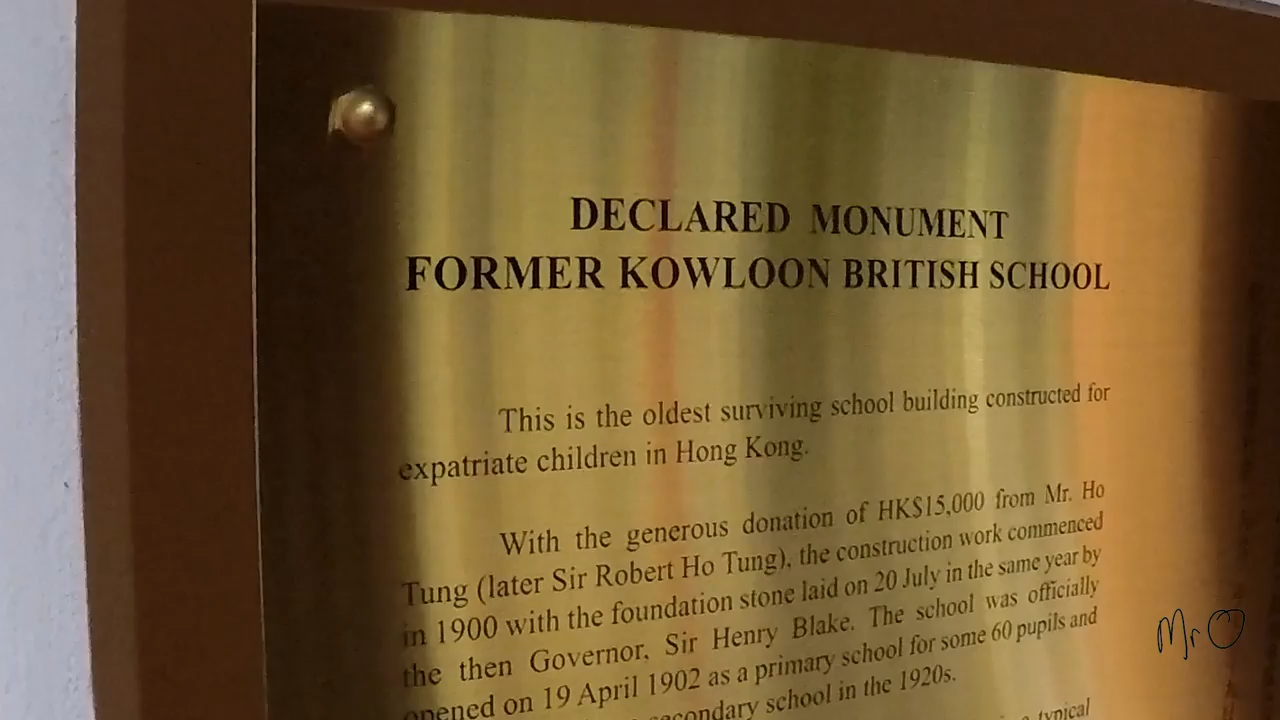 DECLARED MONUMENT
FORMER KOWLOON BRITISH SCHOOL
This is the oldest surviving school building constructed for
expatriate children in Hong Kong.
With the generous donation of HK$15,000 from Mr. Ho
Tung (later Sir Robert Ho Tung), the construction work commenced
in 1900 with the foundation stone laid on 20 July in the same year by
the then Governor, Sir Henry Blake. The school was officially
opened on 19 April 1902 as a primary school for some 60 pupils and
secondary school in the 1920s.
a typical
Mr O